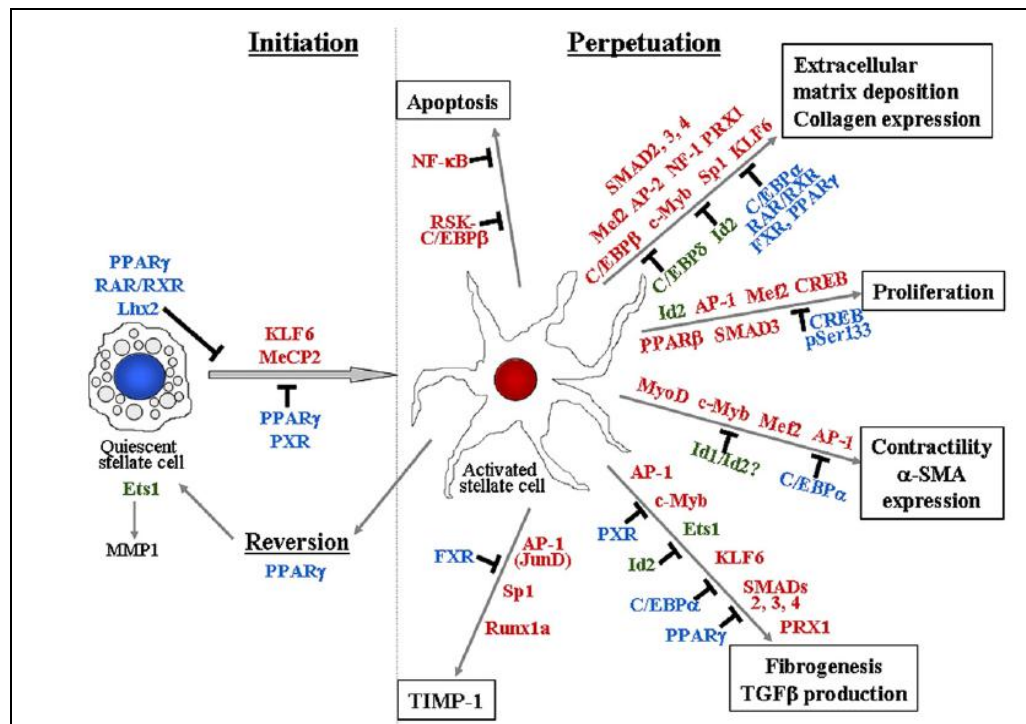 Initiation
Perpetuation
Apoptosis
NF-κB
RSK-
C/EBPβ
Extracellular
matrix deposition
Collagen expression
SMAD2, 3, 4
Mef2 AP-2 NF-1 PRX1
C/EBPβ c-Myb Sp1 KLF6
C/EBPδ Id2
C/EBPα
RAR/RXR
FXR, PPARγ
PPARγ
RAR/RXR
Lhx2
KLF6
MeCP2
PPARγ
PXR
Quiescent
stellate cell
Ets1
MMP1
Reversion
PPARγ
Activated
stellate cell
Id2 AP-1 Mef2 CREB
PPARβ SMAD3
CREB
pSer133
Proliferation
MyoD c-Myb Mef2 AP-1
Id1/Id2?
C/EBPα
Contractility
α-SMA
expression
FXR
AP-1
(JunD)
Sp1
Runx1a
TIMP-1
AP-1
c-Myb
PXR
Ets1
Id2
KLF6
C/EBPα
SMADs
2, 3, 4
PPARγ
PRX1
Fibrogenesis
TGFβ production